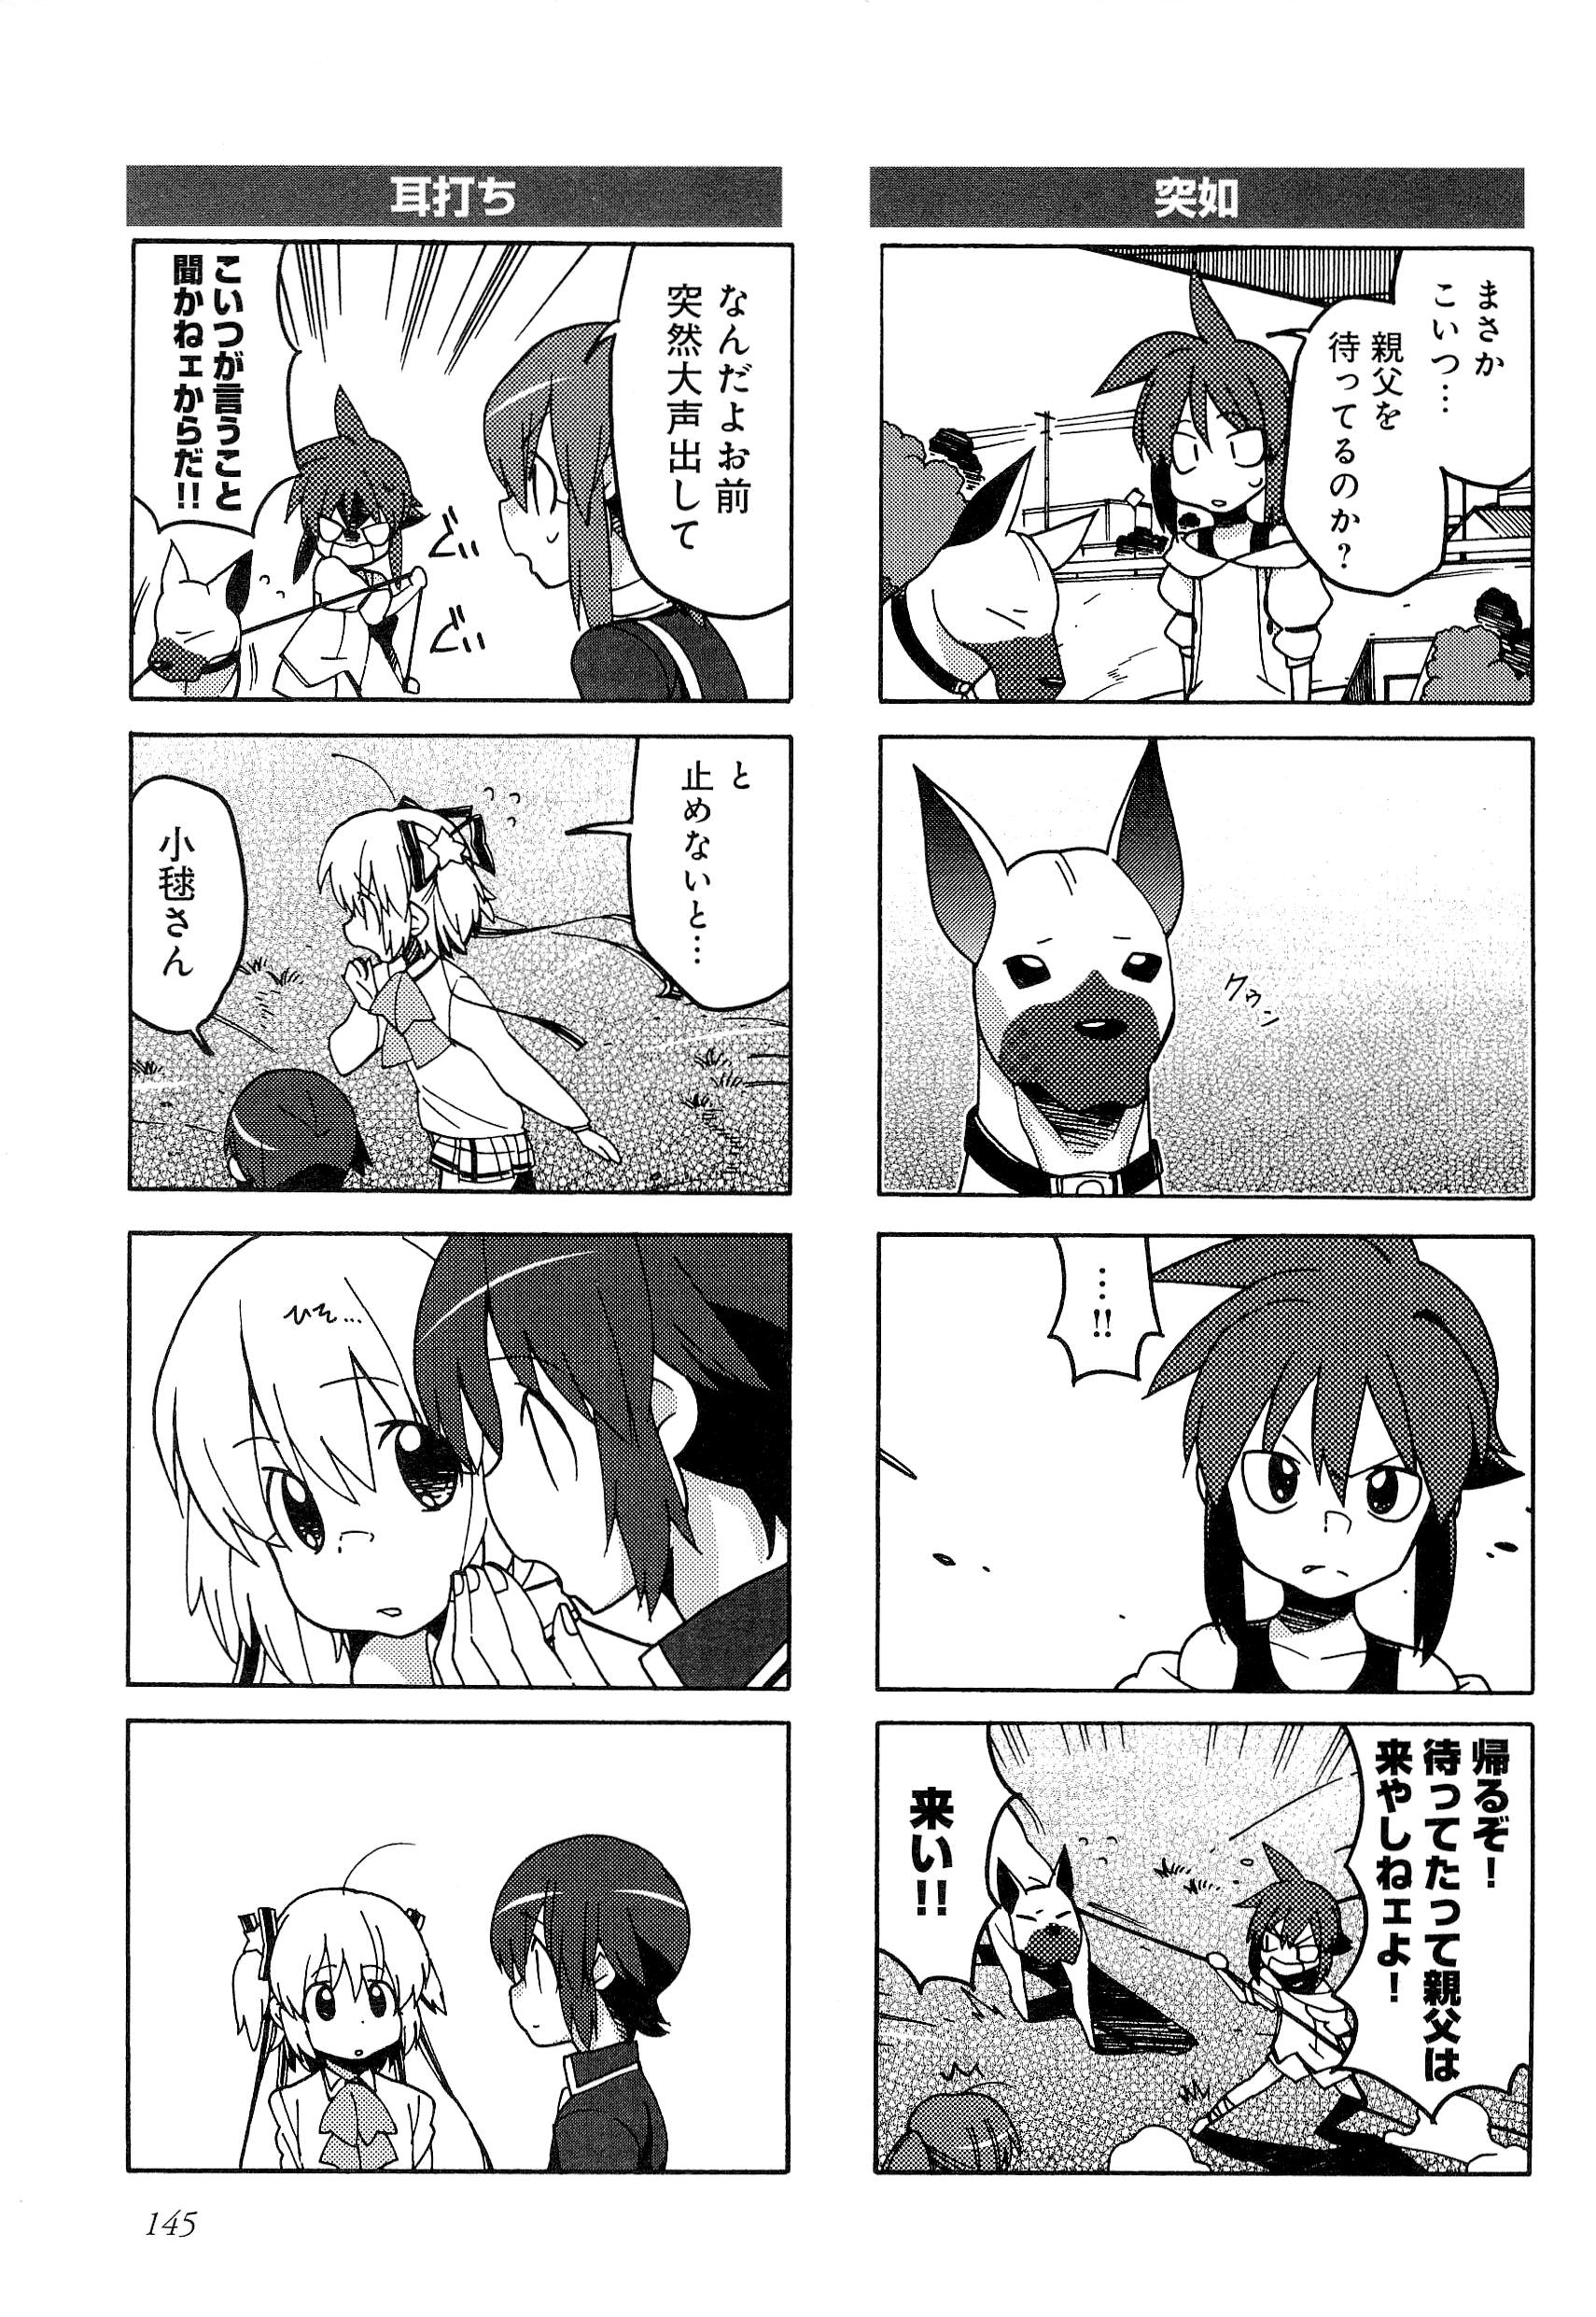 突如
まさか
こいつ…
親父を
待ってるのか?
クゥン
…!!
帰るぞ!
待ってたって親父は
来やしねェよ!
来い!!
耳打ち
なんだよお前
突然大声出して
こいつが言うこと
聞かねェからだ!!
ぐい
ぐい
と
止めないと…
小毬さん
ひそ…
145